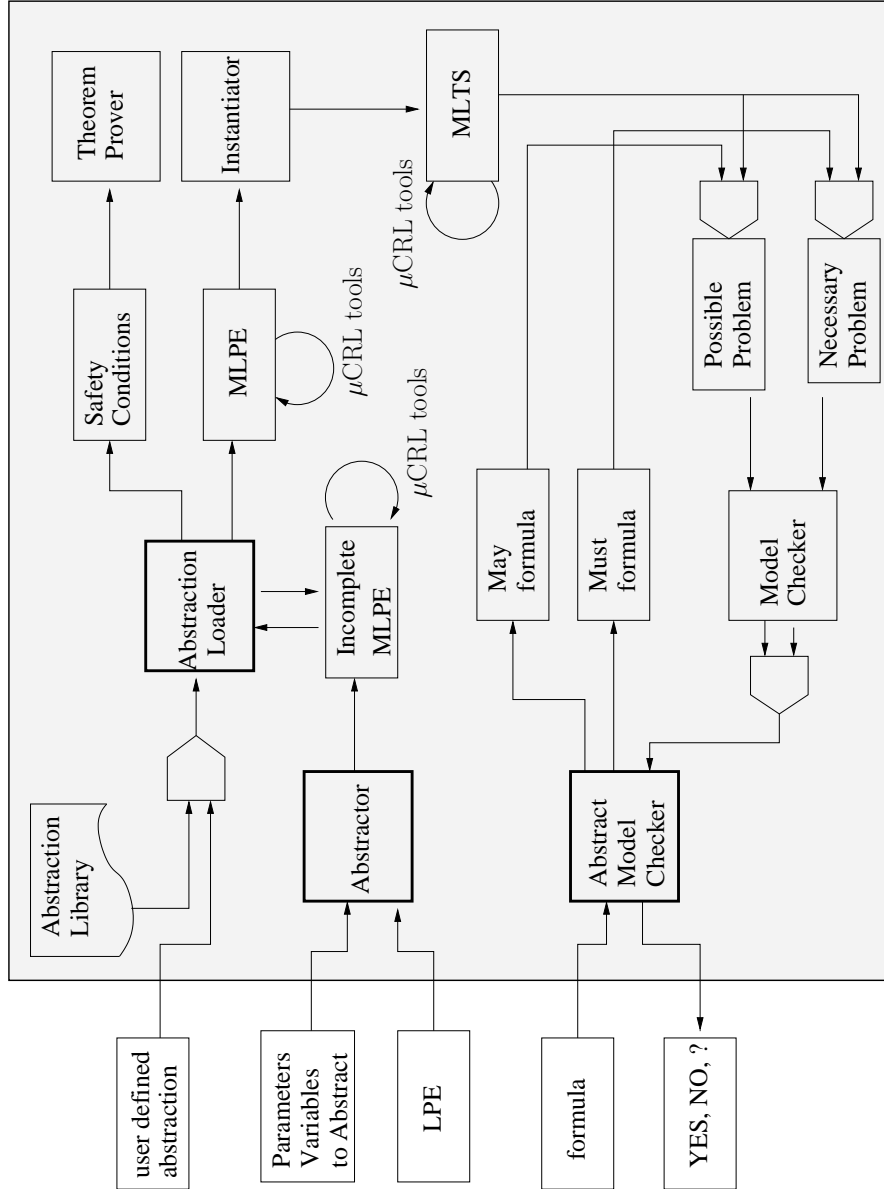 user defined
abstraction
Parameters
Variables
to Abstract
LPE
formula
YES, NO, ?
Abstraction
Library
Abstractor
Abstract
Model
Checker
Abstraction
Loader
Incomplete
MLPE
μCRL tools
May
formula
Must
formula
Model
Checker
Safety
Conditions
MLPE
μCRL tools
Theorem
Prover
Instantiator
MLTS
μCRL tools
Possible
Problem
Necessary
Problem